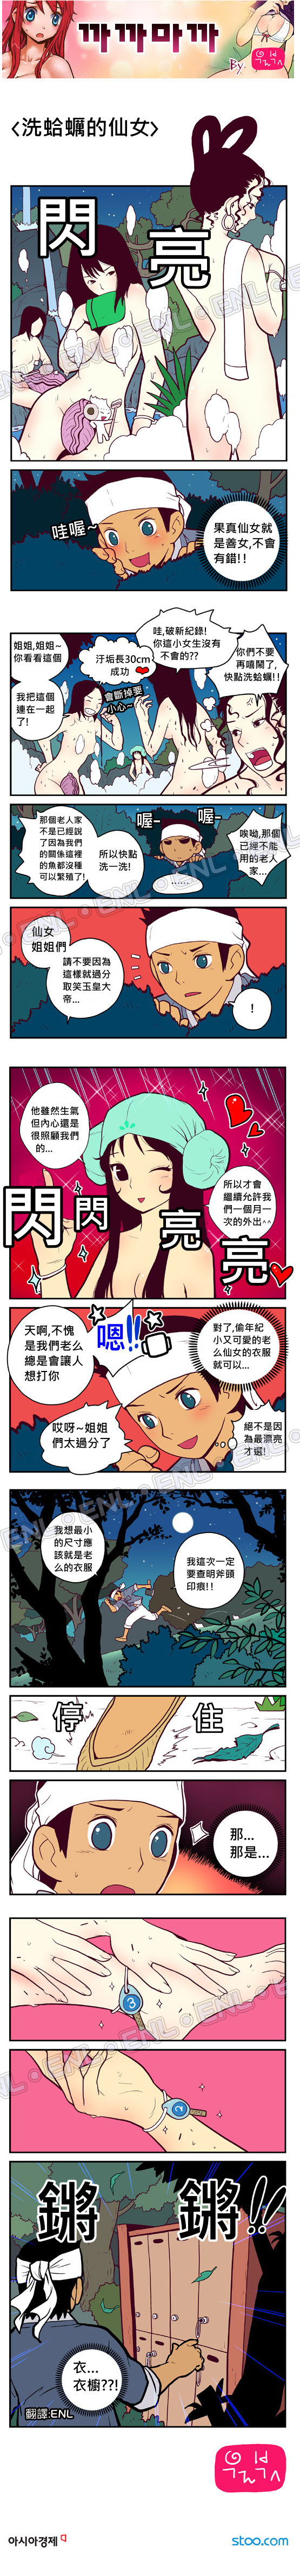 까까마까
By
<洗蛤蠣的仙女>
閃
亮
哇喔~
果真仙女就
是善女,不會
有錯!!
姐姐,姐姐~
你看看這個
我把這個
連在一起
了!
汙垢長30cm
成功
會斷掉耍
小心~
哇,破新紀錄!
你這小女生沒有
不會的??
你們不要
再嘻鬧了,
快點洗蛤蠣!!
那個老人家
不是已經說
了因為我們
的關係這裡
的魚都沒種
可以繁殖了!
所以快點
洗一洗!
喔-
喔-
........
唉呦,那個
已經不能
用的老人
家...
仙女
姐姐們
請不要因為
這樣就過分
取笑玉皇大
帝...
!
他雖然生氣
但內心還是
很照顧我們
的...
閃
閃
亮
亮
所以才會
繼續允許我
們一個月一
次的外出^^
天啊,不愧
是我們老么
總是會讓人
想打你
嗯!!
哎呀~姐姐
們太過分了
對了,偷年紀
小又可愛的老
么仙女的衣服
就可以...
絕不是因
為最漂亮
才選!
我想最小
的尺寸應
該就是老
么的衣服
我這次一定
要查明斧頭
印痕!!
停
住
那...
那是...
3
2
鏘
鏘!!
衣...
衣櫥??!
翻譯:ENL
아시아경제
stoo.com
ENL